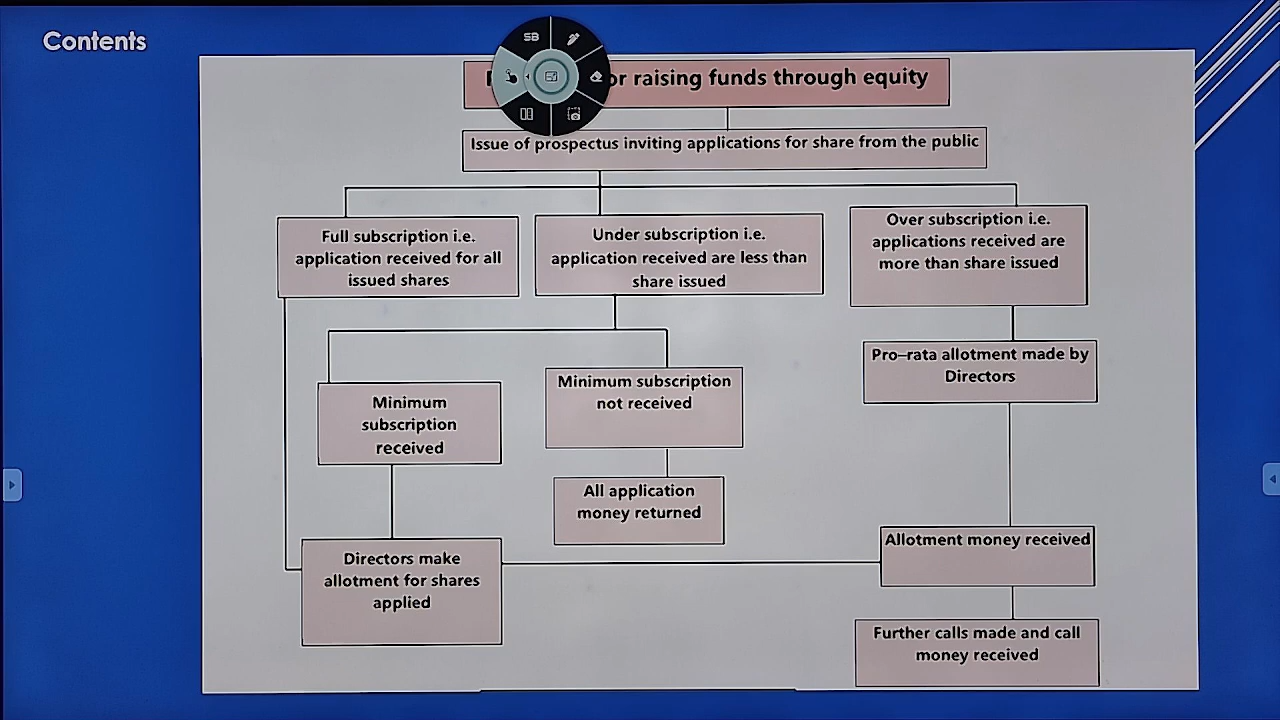 Contents
SB
or raising funds through equity
Issue of prospectus inviting applications for share from the public
Full subscription i.e.
application received for all
issued shares
Under subscription i.e.
application received are less than
share issued
Over subscription i.e.
applications received are
more than share issued
Pro–rata allotment made by
Directors
Minimum
subscription
received
Minimum subscription
not received
All application
money returned
Directors make
allotment for shares
applied
Allotment money received
Further calls made and call
money received